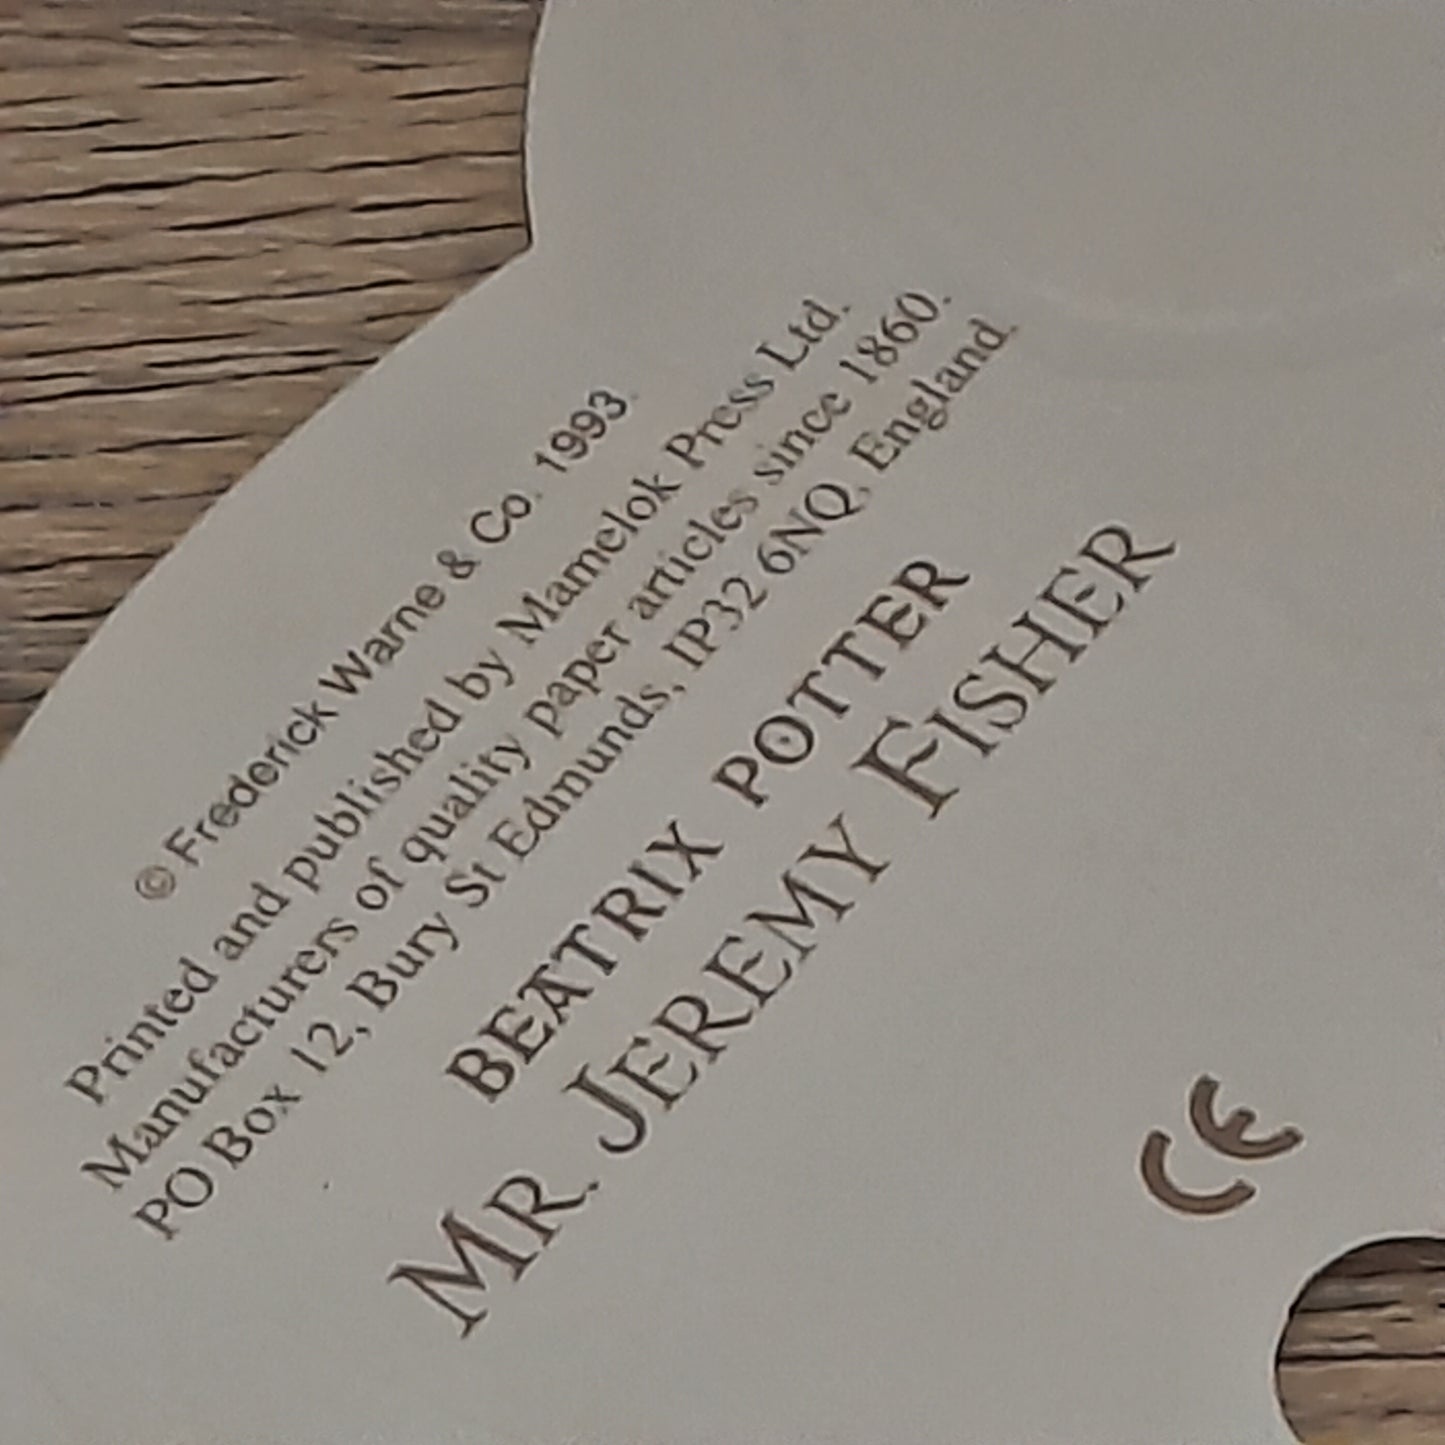 © Frederick Warne & Co. 1993.
Printed and published by Mamelok Press Ltd.
Manufacturers of quality paper articles since 1860.
PO Box 12, Bury St Edmunds, IP32 6NQ, England.
BEATRIX POTTER
MR. JEREMY FISHER
CE